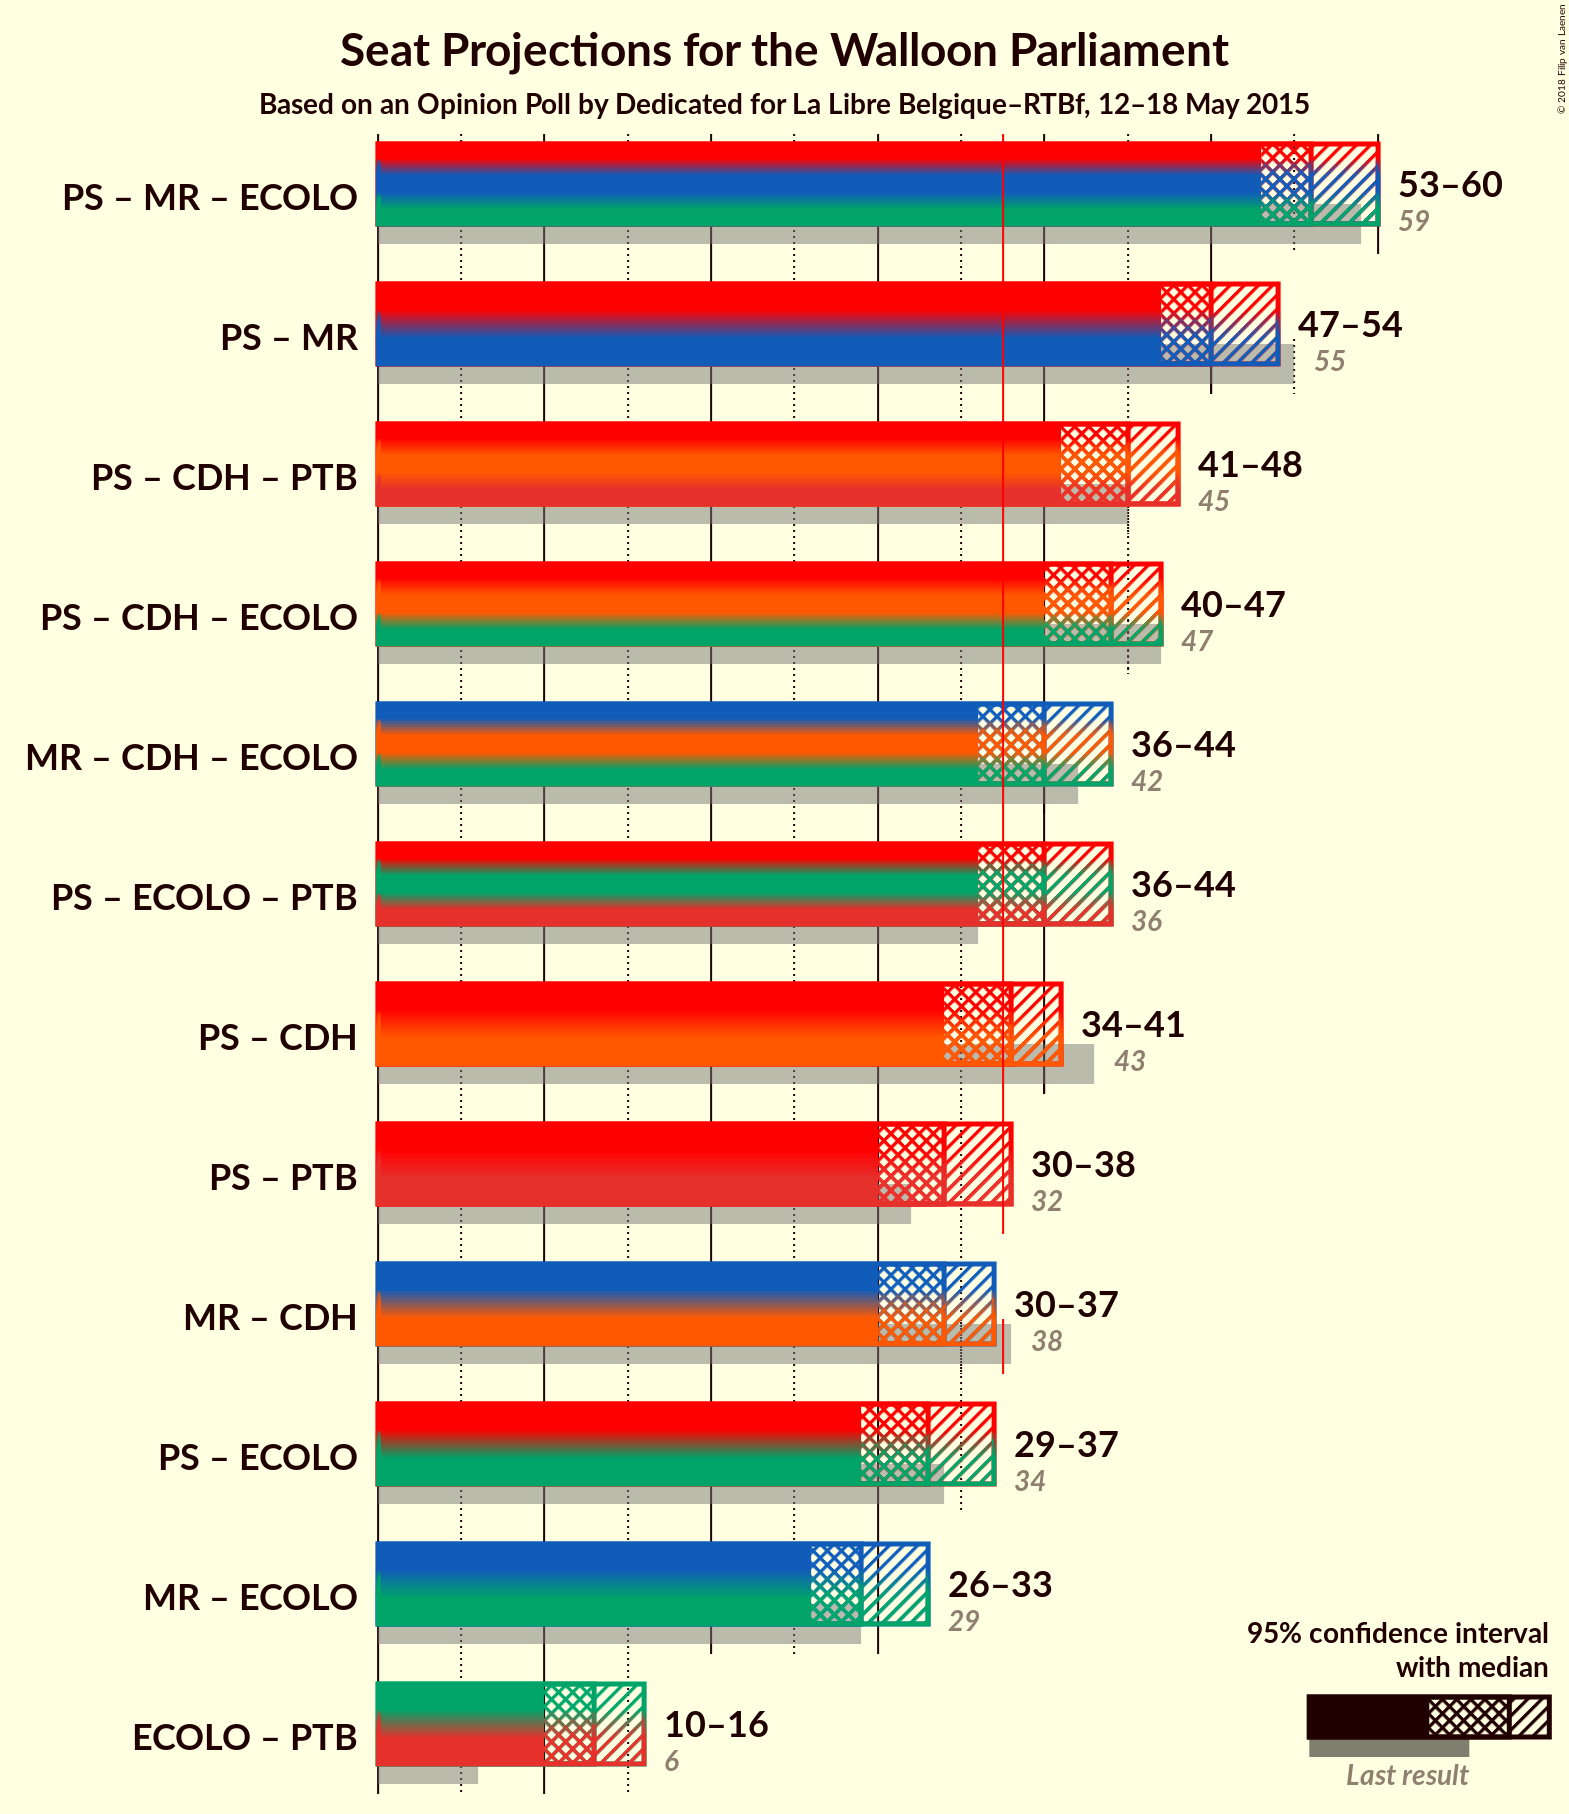 Seat Projections for the Walloon Parliament
Based on an Opinion Poll by Dedicated for La Libre Belgique–RTBf, 12–18 May 2015
© 2018 Filip van Laenen
PS – MR – ECOLO
53–60
59
PS – MR
47–54
55
PS – CDH – PTB
41–48
45
PS – CDH – ECOLO
40–47
47
MR – CDH – ECOLO
36–44
42
PS – ECOLO – PTB
36–44
36
PS – CDH
34–41
43
PS – PTB
30–38
32
MR – CDH
30–37
38
PS – ECOLO
29–37
34
MR – ECOLO
26–33
29
ECOLO – PTB
10–16
6
95% confidence interval
with median
Last result